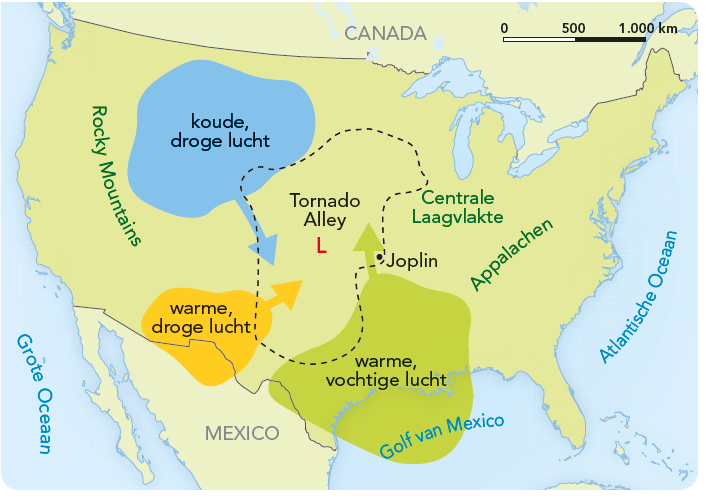 CANADA
0 500 1.000 km
koude,
droge lucht
Rocky Mountains
Tornado
Alley
L
Centrale
Laagvlakte
Joplin
Appalachen
Atlantische Oceaan
warme,
droge lucht
Grote Oceaan
warme,
vochtige lucht
MEXICO
Golf van Mexico